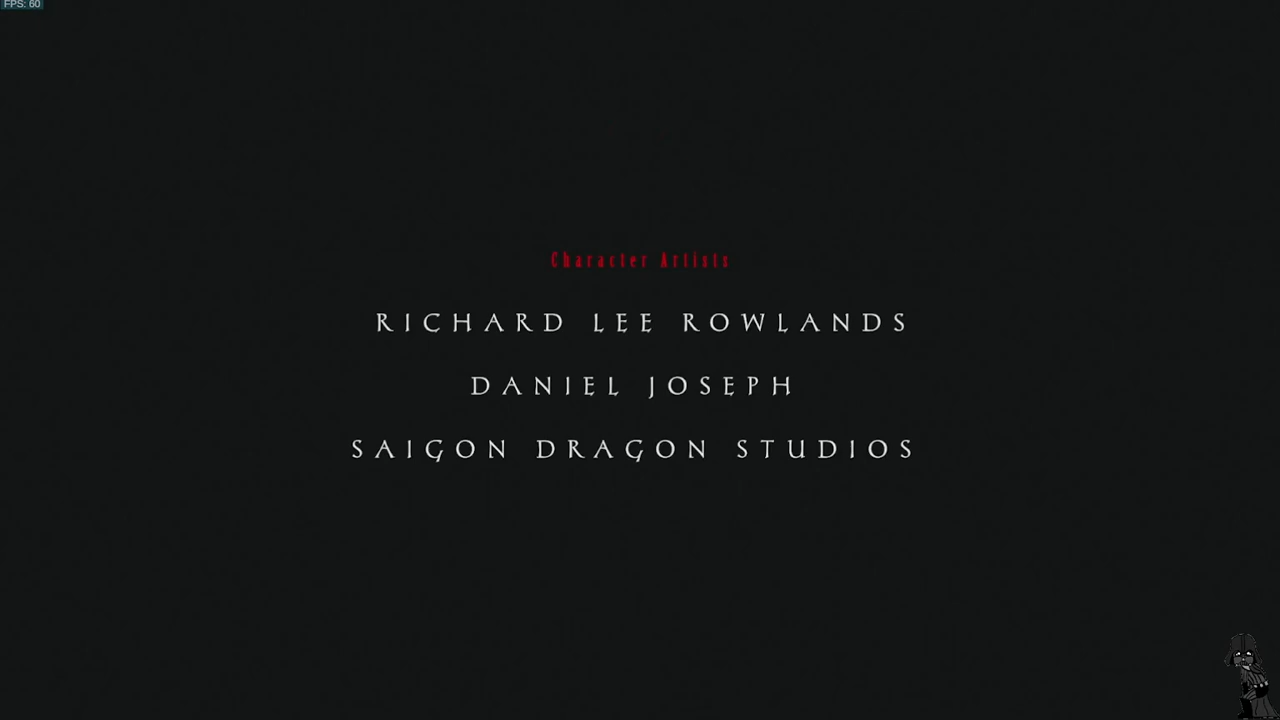 FPS: 60
Character Artists
RICHARD LEE ROWLANDS
DANIEL JOSEPH
SAIGON DRAGON STUDIOS